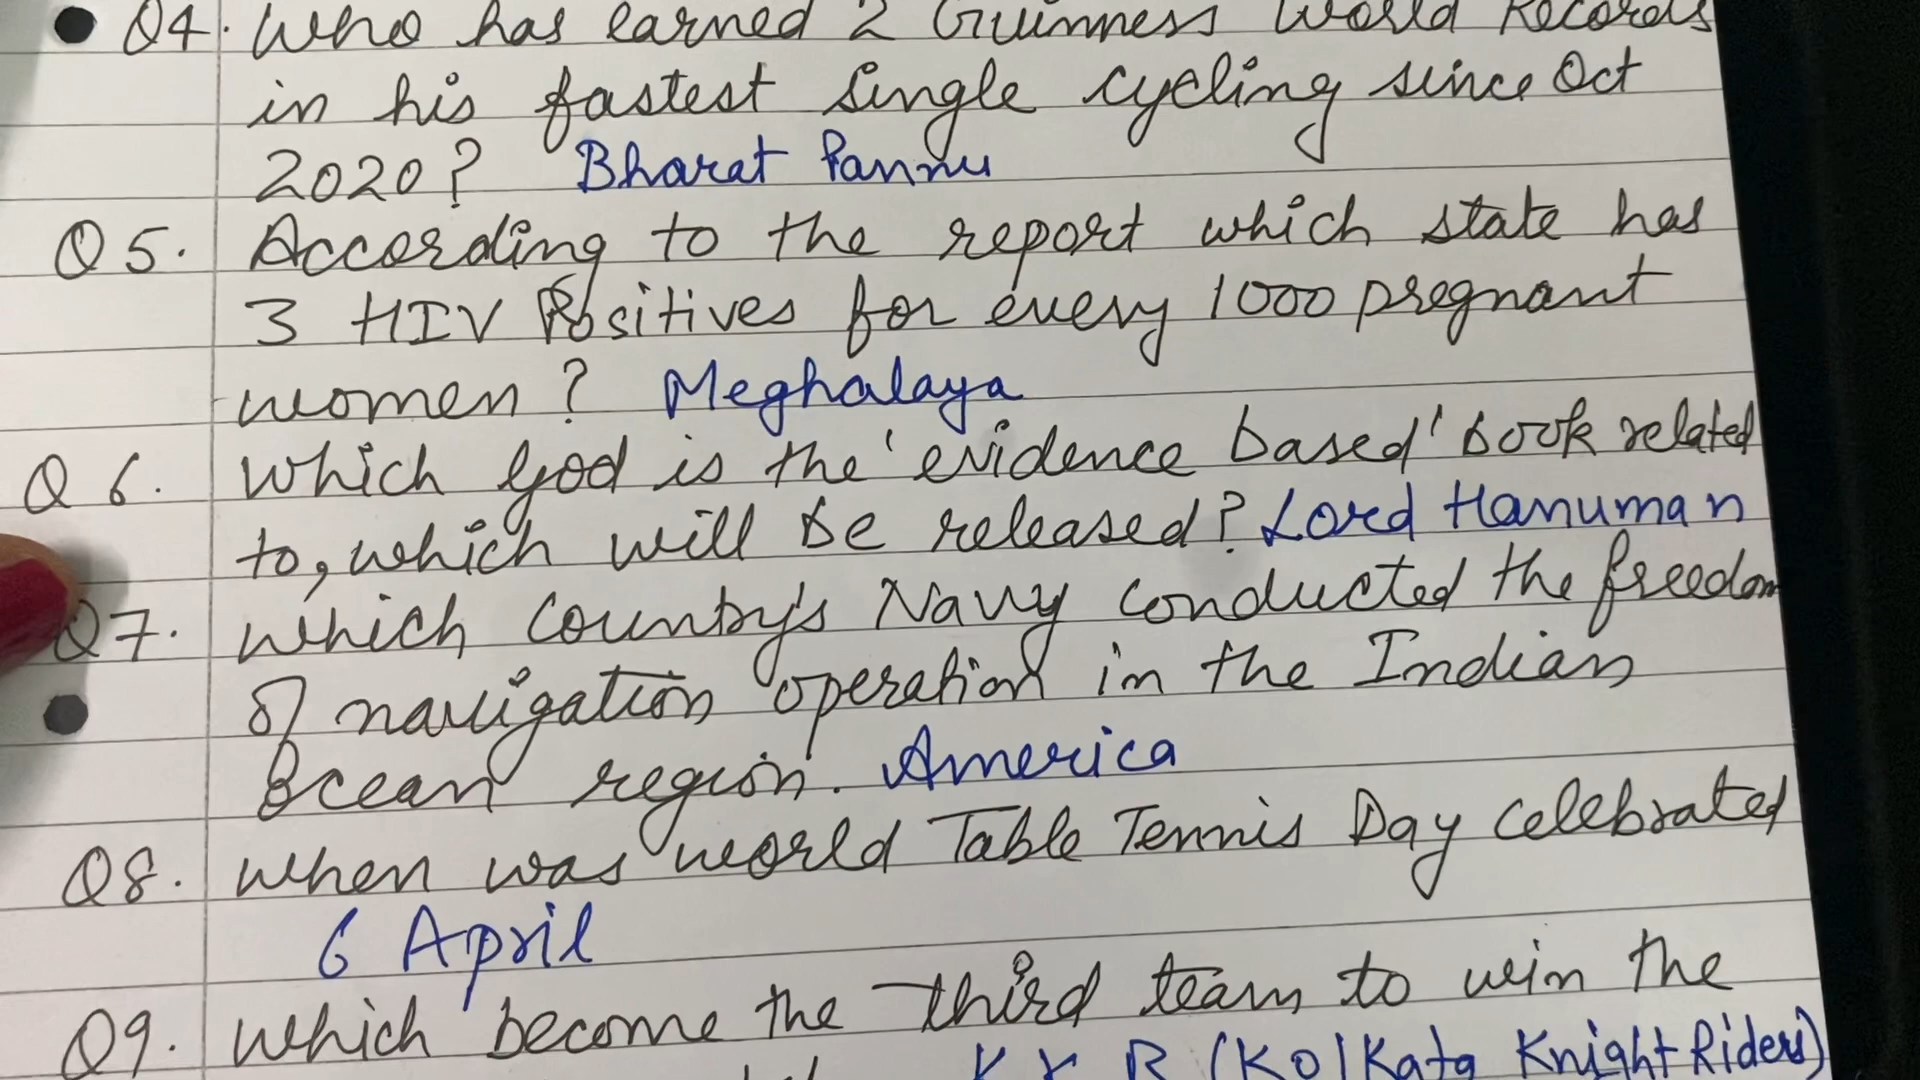 Q4. Who has earned 2 Guinness World Records
in his fastest Single cycling since Oct
2020? Bharat Pannu
Q5. According to the report which state has
3 HIV Positives for every 1000 pregnant
women? Meghalaya
Q6. Which God is the 'evidence based' book related
to, which will be released? Lord Hanuman
Q7. Which Country's Navy conducted the freedom
of navigation operation in the Indian
Ocean region. America
Q8. When was world Table Tennis Day celebrated
6 April
Q9. Which become the third team to win the
K K R (Kolkata Knight Riders)